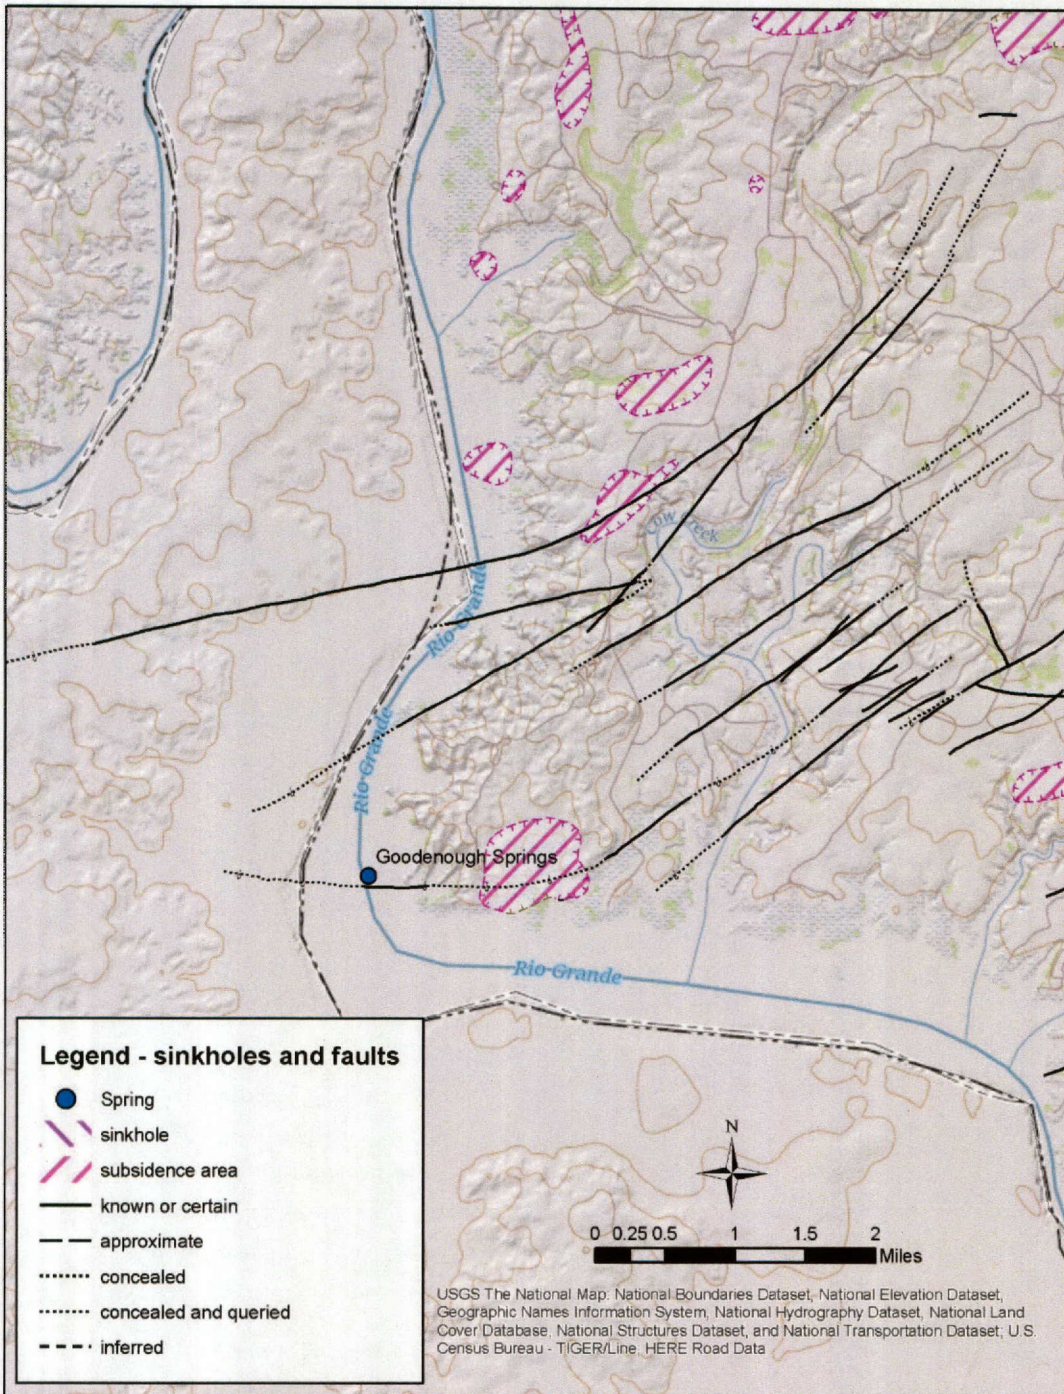 Cow Creek
Rio Grande
Rio Grande
Goodenough Springs
Rio Grande
Legend - sinkholes and faults
Spring
sinkhole
subsidence area
known or certain
approximate
concealed
concealed and queried
inferred
N
0 0.25 0.5 1 1.5 2
Miles
USGS The National Map: National Boundaries Dataset, National Elevation Dataset,
Geographic Names Information System, National Hydrography Dataset, National Land
Cover Database, National Structures Dataset, and National Transportation Dataset; U.S.
Census Bureau - TIGER/Line; HERE Road Data